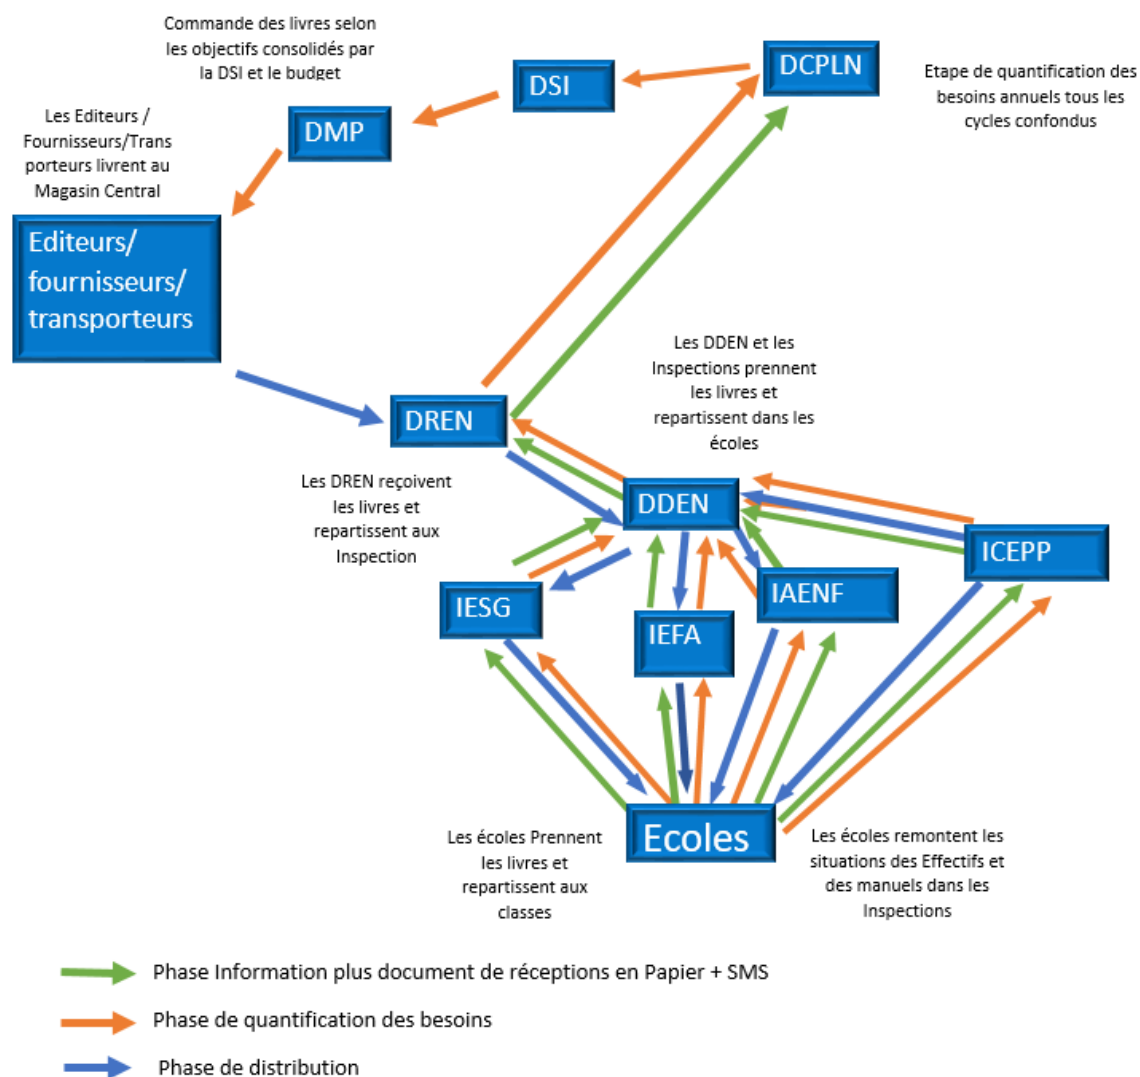 Commande des livres selon
les objectifs consolidés par
la DSI et le budget
DCPLN
DSI
Etape de quantification des
besoins annuels tous les
cycles confondus
DMP
Les Editeurs /
Fournisseurs/Trans
porteurs livrent au
Magasin Central
Editeurs/
fournisseurs/
transporteurs
Les DDEN et les
Inspections prennent
les livres et
repartissent dans les
écoles
DREN
Les DREN reçoivent
les livres et
repartissent aux
Inspection
DDEN
ICEPP
IESG
IEFA
IAENF
Ecoles
Les écoles Prennent
les livres et
repartissent aux
classes
Les écoles remontent les
situations des Effectifs et
des manuels dans les
Inspections
Phase Information plus document de réceptions en Papier + SMS
Phase de quantification des besoins
Phase de distribution